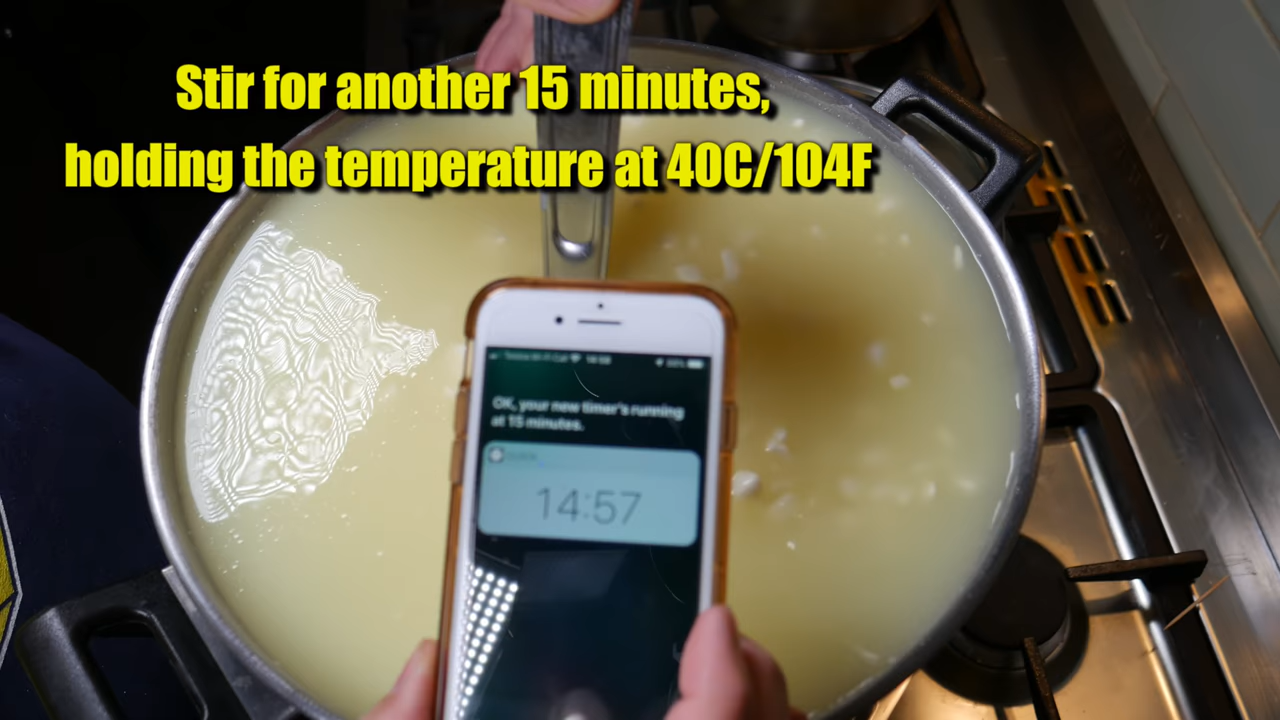 Stir for another 15 minutes,
holding the temperature at 40C/104F
OK, your new timer's running
at 15 minutes.
14:57